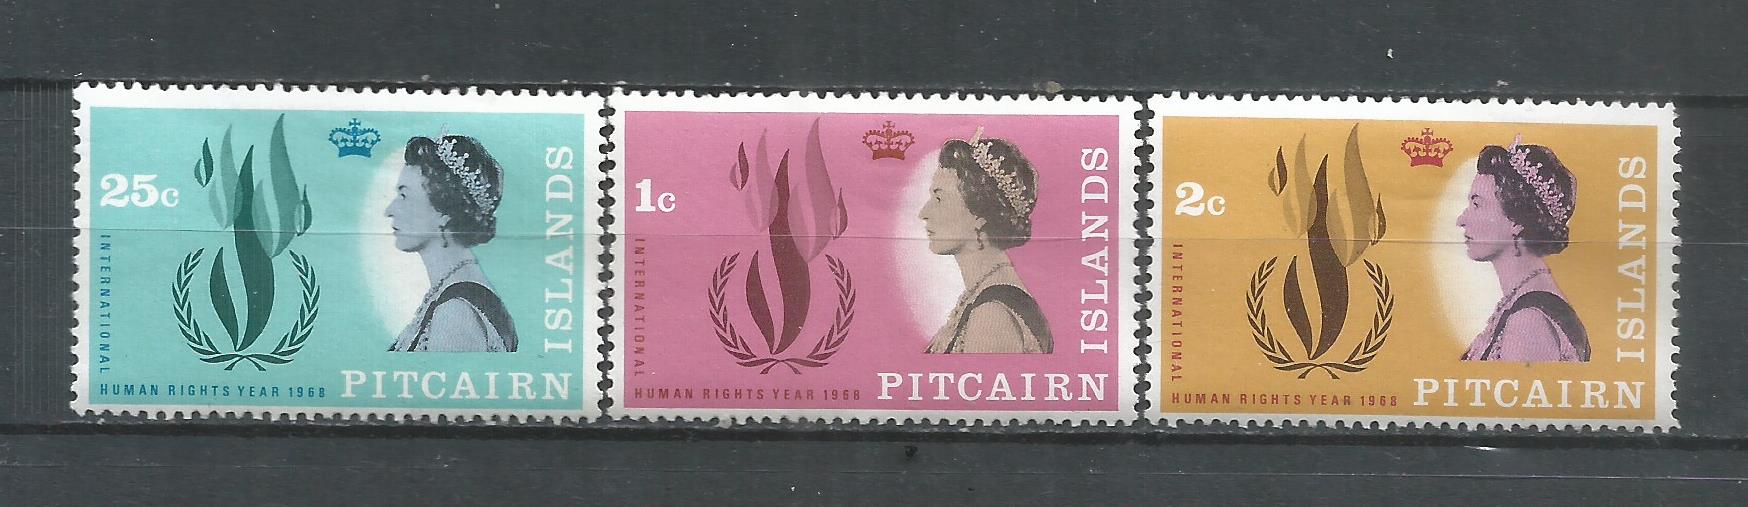 25c
INTERNATIONAL
HUMAN RIGHTS YEAR 1968
PITCAIRN
ISLANDS
1c
INTERNATIONAL
HUMAN RIGHTS YEAR 1968
PITCAIRN
ISLANDS
2c
INTERNATIONAL
HUMAN RIGHTS YEAR 1968
PITCAIRN
ISLANDS